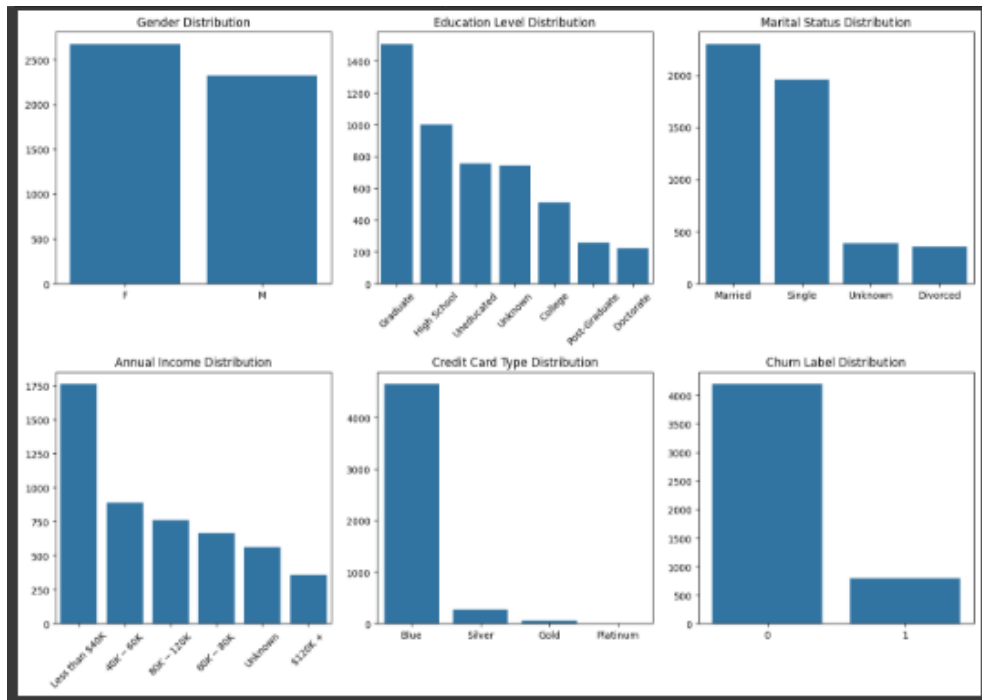 Gender Distribution
2500
2000
1500
1000
500
0
F M
Education Level Distribution
1400
1200
1000
800
600
400
200
0
Graduate
High School
Uneducated
Unknown
College
Post-Graduate
Doctorate
Marital Status Distribution
2000
1500
1000
500
0
Married Single Unknown Divorced
Annual Income Distribution
1750
1500
1250
1000
750
500
250
0
Less than $40K
40K − 60K
80K − 120K
60K − 80K
Unknown
$120K +
Credit Card Type Distribution
4000
3000
2000
1000
0
Blue Silver Gold Platinum
Churn Label Distribution
4000
3500
3000
2500
2000
1500
1000
500
0
0 1